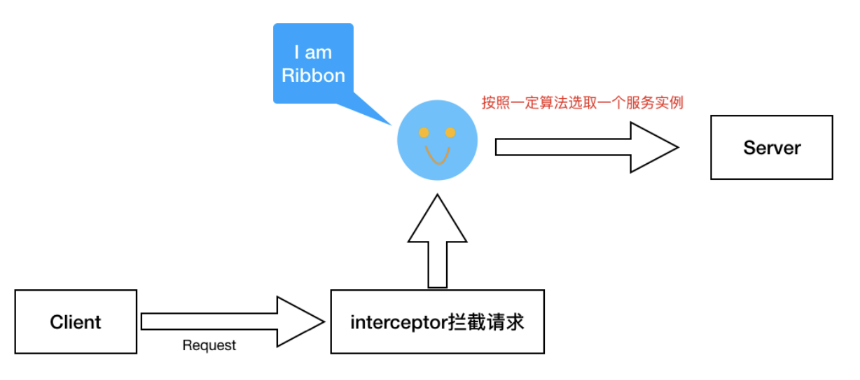 I am
Ribbon
按照一定算法选取一个服务实例
Server
Client
Request
interceptor拦截请求